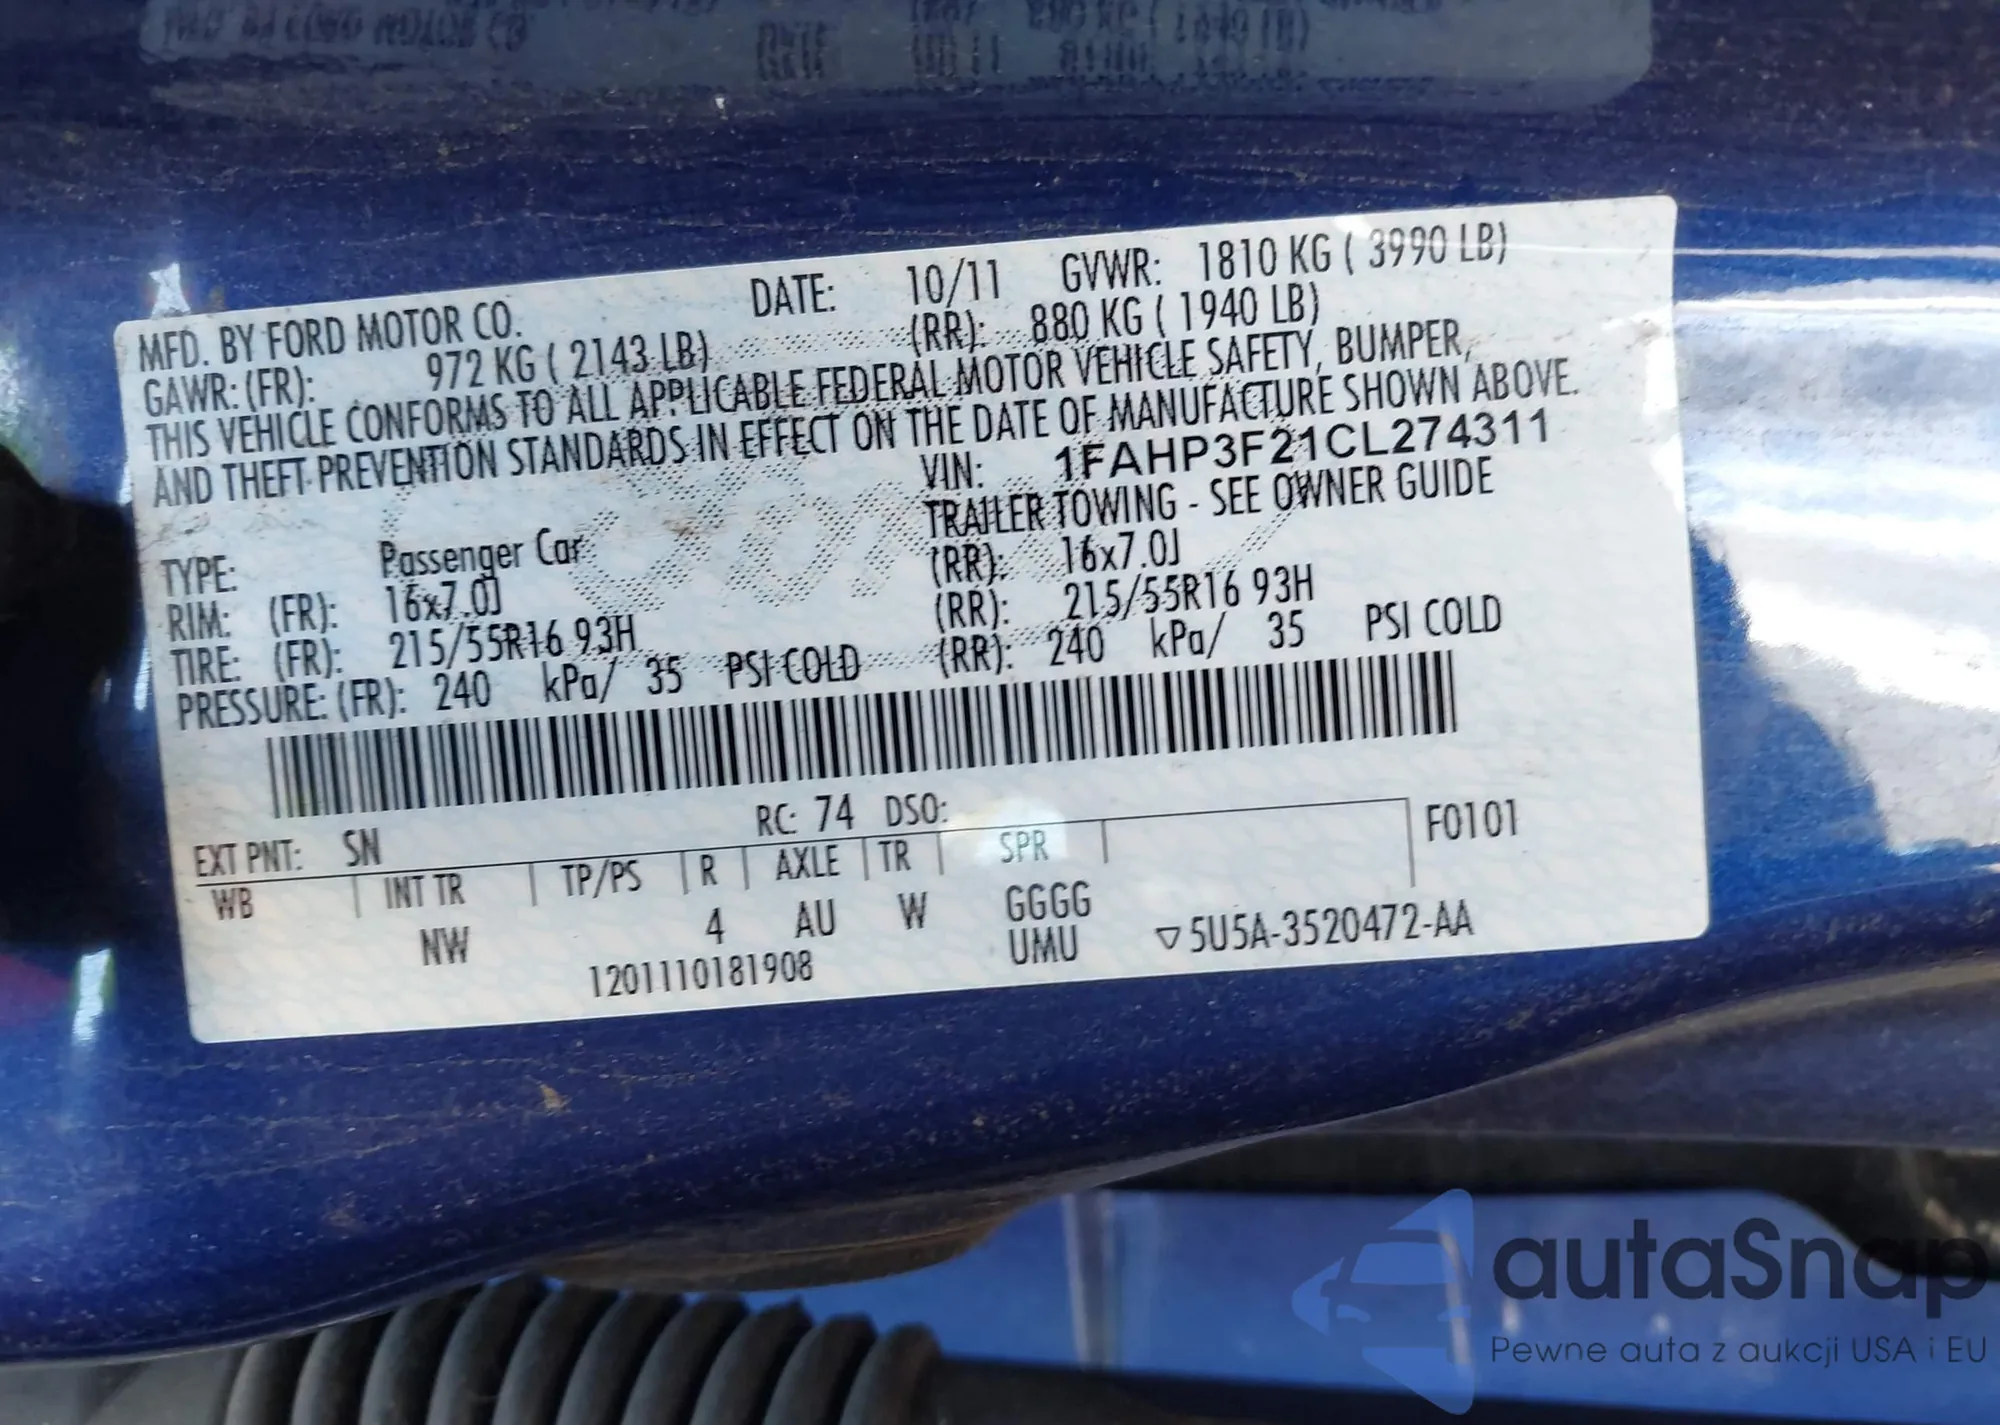 MFD. BY FORD MOTOR CO. DATE: 10/11 GVWR: 1810 KG ( 3990 LB)
GAWR: (FR): 972 KG ( 2143 LB) (RR): 880 KG ( 1940 LB)
THIS VEHICLE CONFORMS TO ALL APPLICABLE FEDERAL MOTOR VEHICLE SAFETY, BUMPER,
AND THEFT PREVENTION STANDARDS IN EFFECT ON THE DATE OF MANUFACTURE SHOWN ABOVE.
VIN: 1FAHP3F21CL274311
TYPE: Passenger Car TRAILER TOWING - SEE OWNER GUIDE
RIM: (FR): 16x7.0J (RR): 16x7.0J
TIRE: (FR): 215/55R16 93H (RR): 215/55R16 93H
PRESSURE: (FR): 240 kPa/ 35 PSI COLD (RR): 240 kPa/ 35 PSI COLD
EXT PNT: SN RC: 74 DSO: F0101
WB INT TR TP/PS R AXLE TR SPR
NW 4 AU W GGGG
1201110181908 UMU ▽5U5A-3520472-AA
autaSnap
Pewne auta z aukcji USA i EU